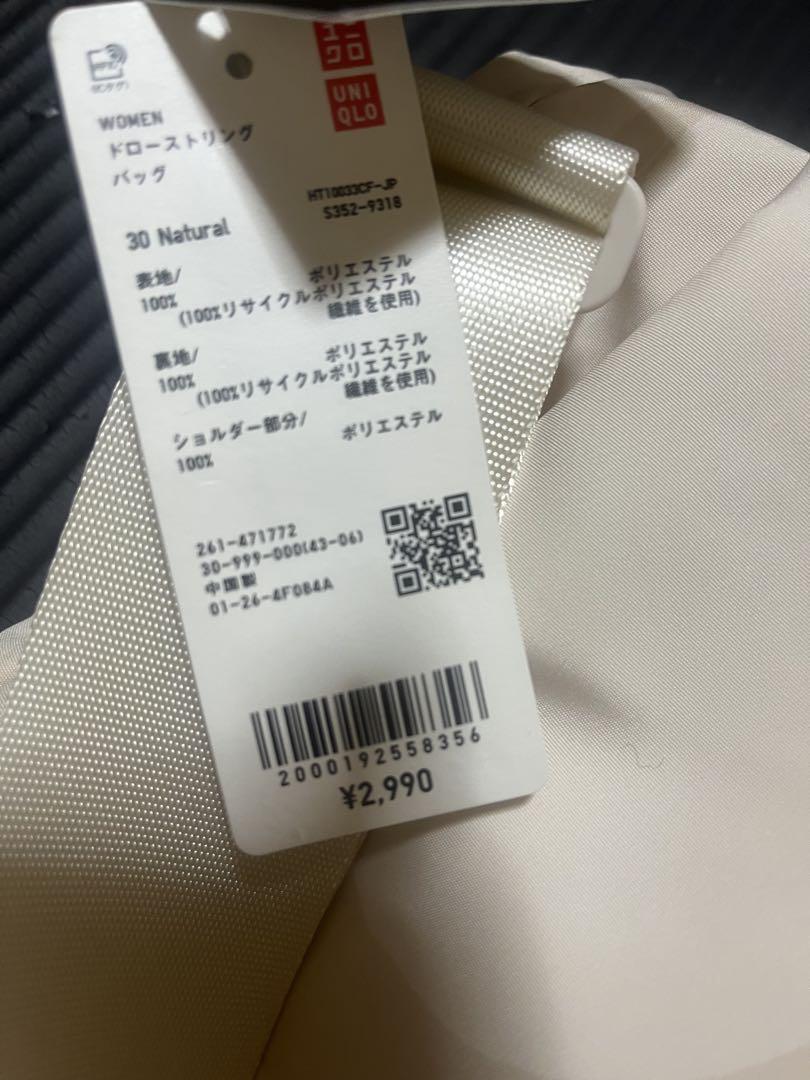 ユニ
クロ
UNI
QLO
WOMEN
ドローストリング
バッグ
HT10033CF-JP
S352-9318
30 Natural
表地/ ポリエステル
100%
(100%リサイクルポリエステル
繊維を使用)
裏地/ ポリエステル
100%
(100%リサイクルポリエステル
繊維を使用)
ショルダー部分/ ポリエステル
100%
261-471772
30-999-000(43-06)
中国製
01-26-4F084A
2000192558356
¥2,990